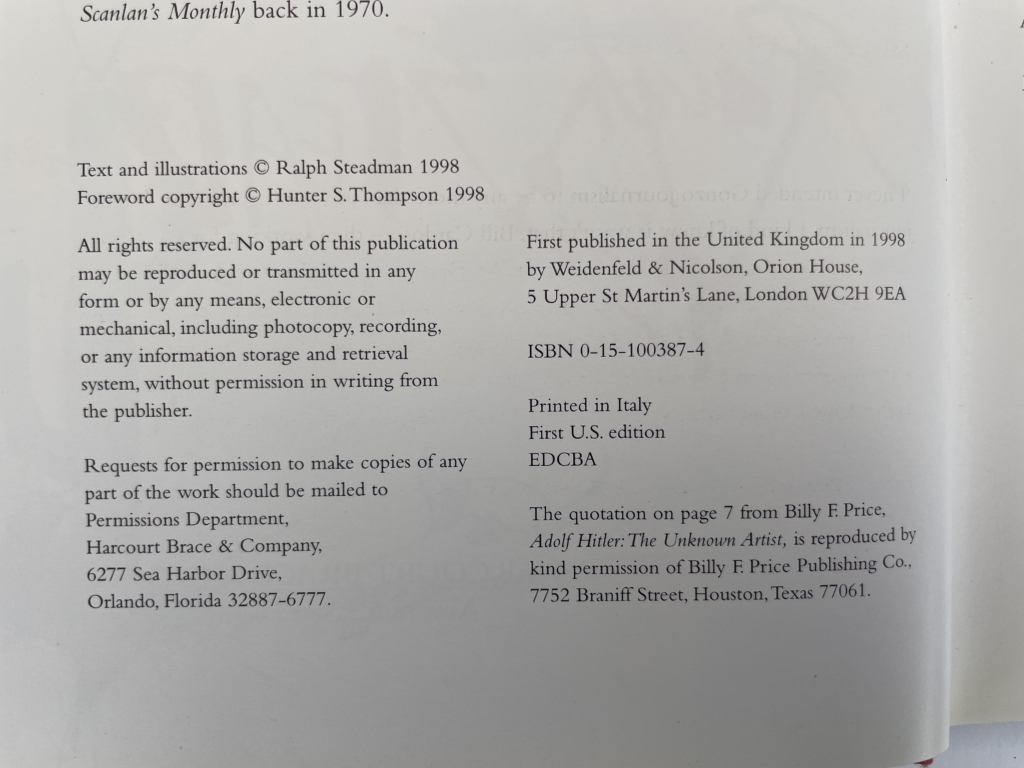 Scanlan's Monthly back in 1970.
Text and illustrations © Ralph Steadman 1998
Foreword copyright © Hunter S. Thompson 1998
All rights reserved. No part of this publication
may be reproduced or transmitted in any
form or by any means, electronic or
mechanical, including photocopy, recording,
or any information storage and retrieval
system, without permission in writing from
the publisher.
Requests for permission to make copies of any
part of the work should be mailed to
Permissions Department,
Harcourt Brace & Company,
6277 Sea Harbor Drive,
Orlando, Florida 32887-6777.
First published in the United Kingdom in 1998
by Weidenfeld & Nicolson, Orion House,
5 Upper St Martin's Lane, London WC2H 9EA
ISBN 0-15-100387-4
Printed in Italy
First U.S. edition
EDCBA
The quotation on page 7 from Billy F. Price,
Adolf Hitler: The Unknown Artist, is reproduced by
kind permission of Billy F. Price Publishing Co.,
7752 Braniff Street, Houston, Texas 77061.